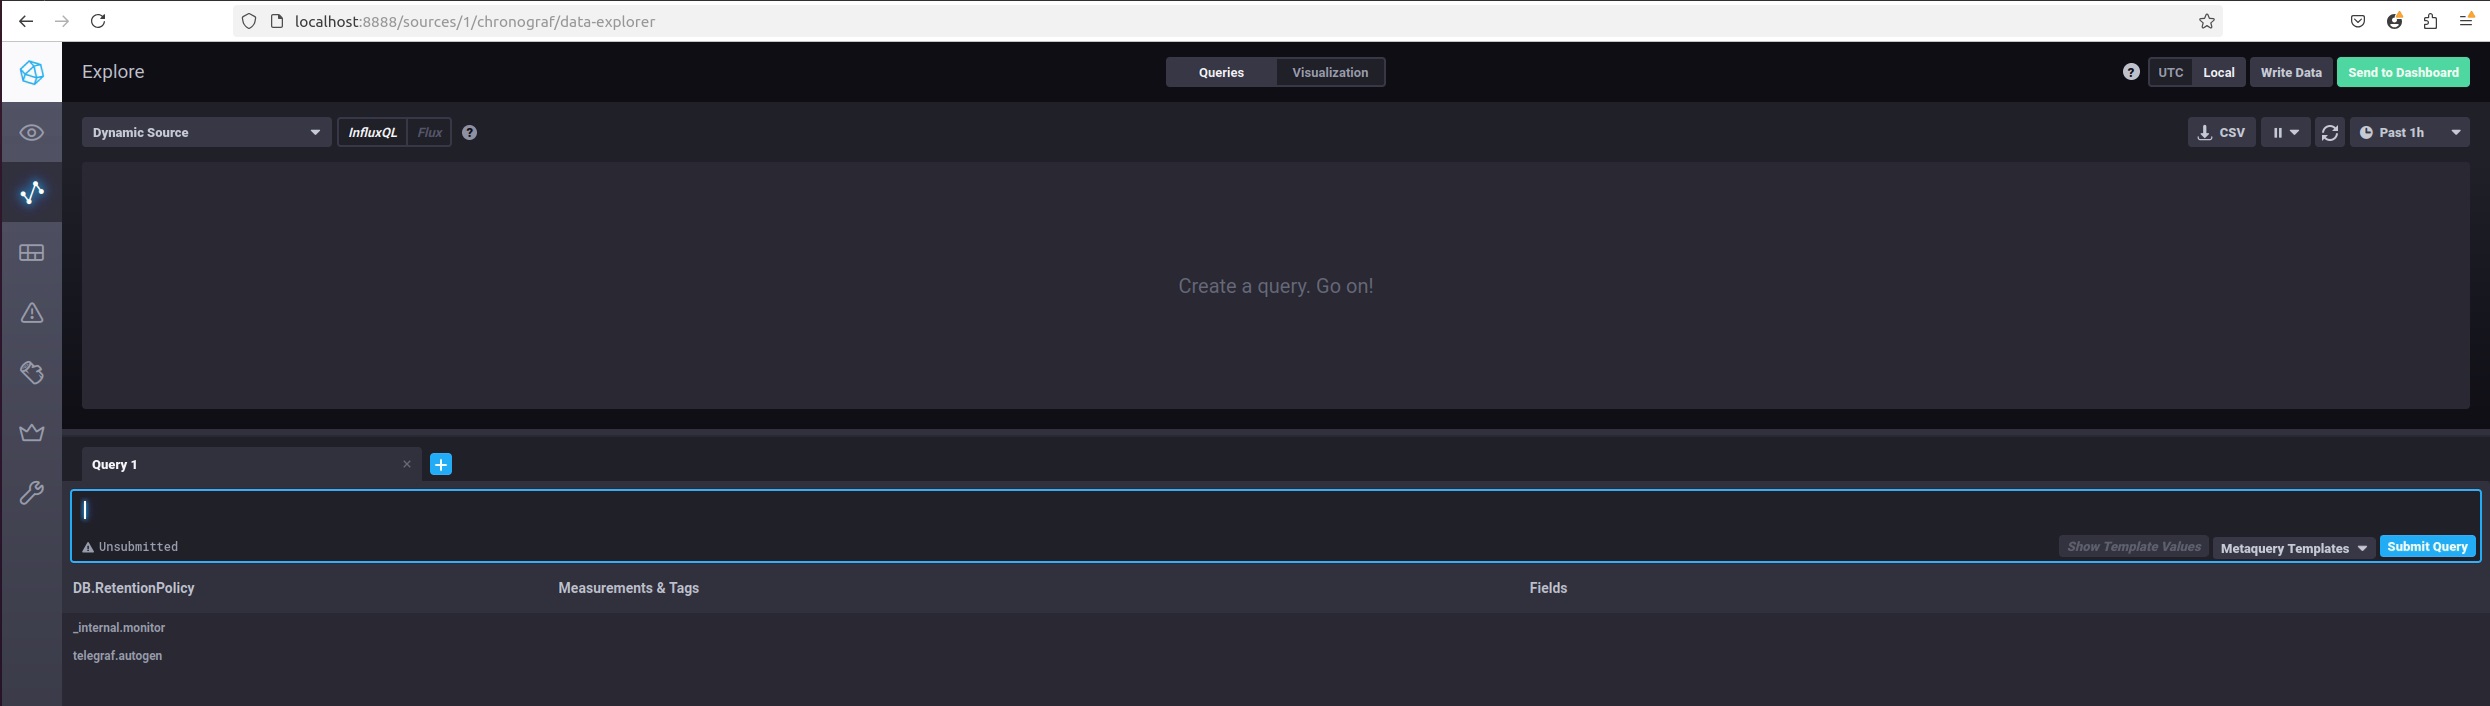 localhost:8888/sources/1/chronograf/data-explorer
Explore
Queries
Visualization
?
UTC
Local
Write Data
Send to Dashboard
Dynamic Source
InfluxQL
Flux
?
CSV
Past 1h
Create a query. Go on!
Query 1
×
+
Unsubmitted
Show Template Values
Metaquery Templates
Submit Query
DB.RetentionPolicy
Measurements & Tags
Fields
_internal.monitor
telegraf.autogen